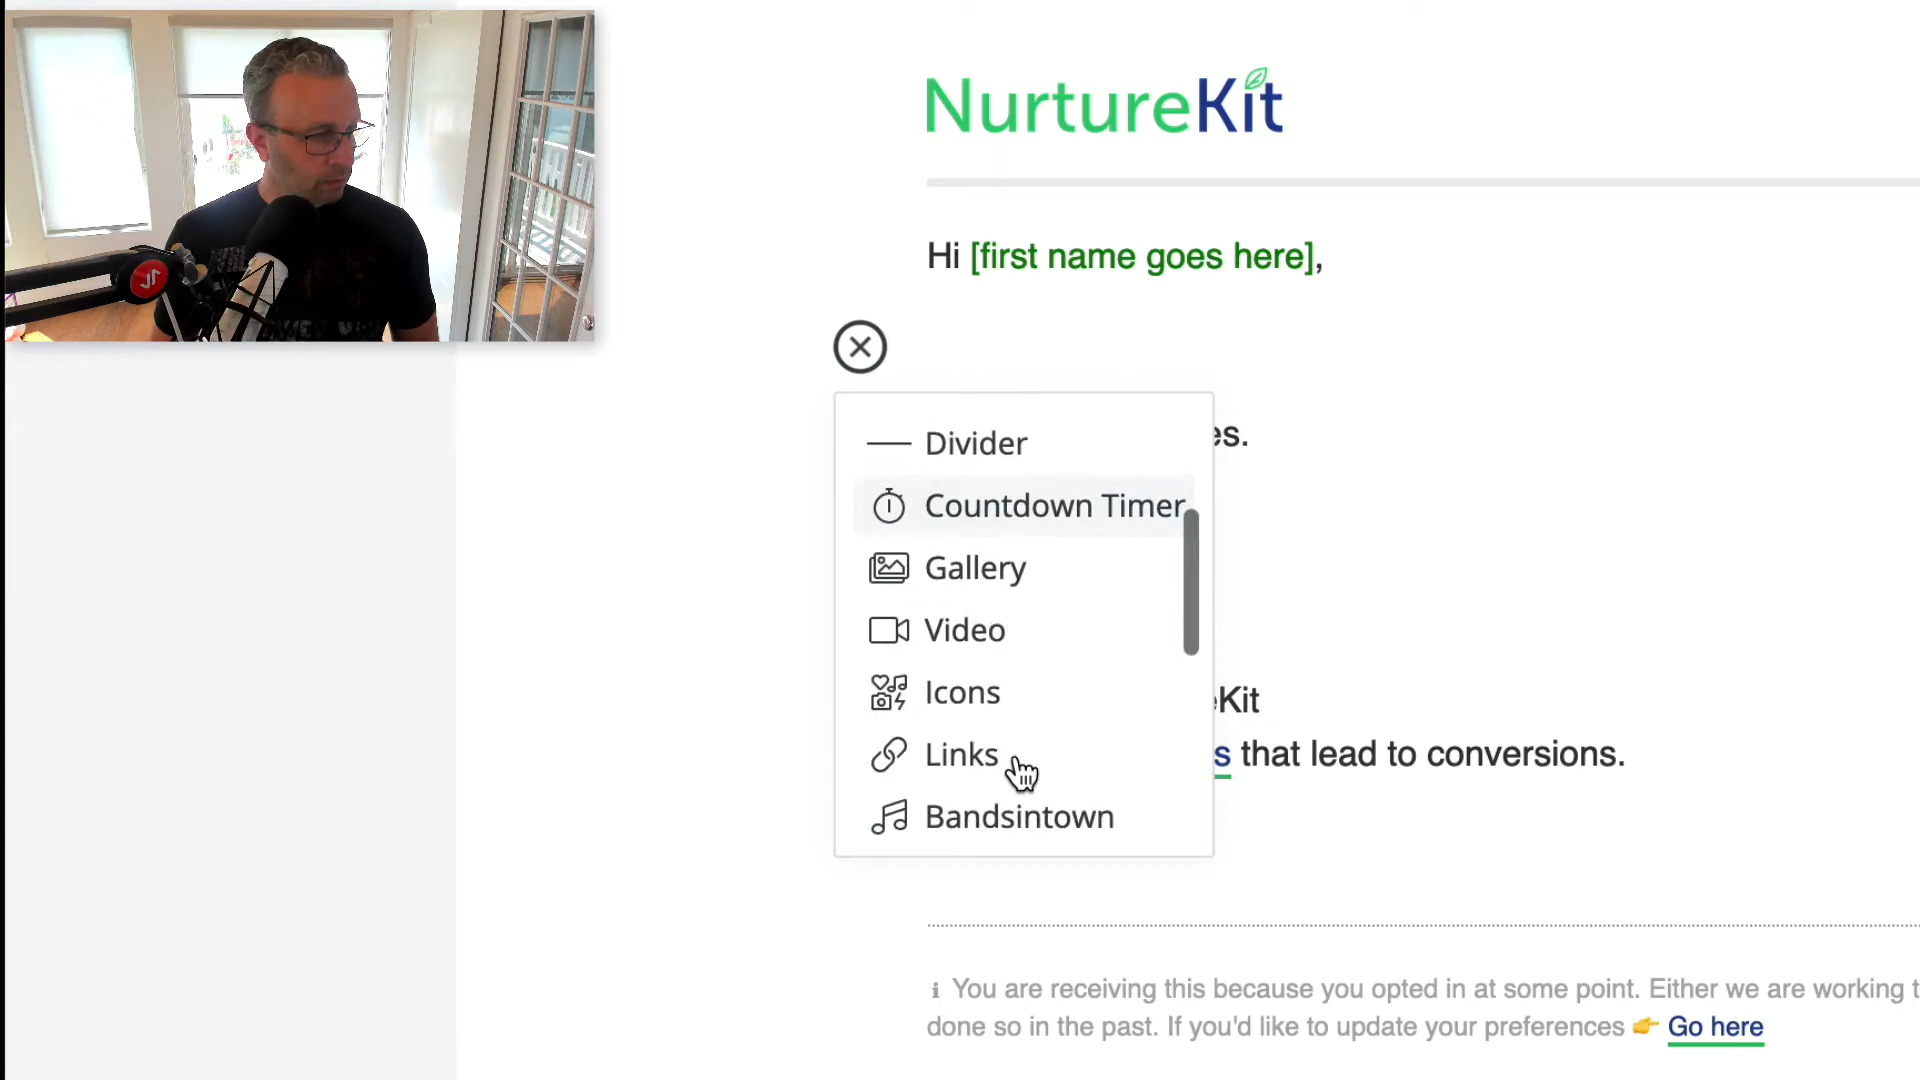 NurtureKit
Hi [first name goes here],
Divider
es.
Countdown Timer
Gallery
Video
Icons
Kit
Links
s that lead to conversions.
Bandsintown
You are receiving this because you opted in at some point. Either we are working t
done so in the past. If you'd like to update your preferences 👉 Go here